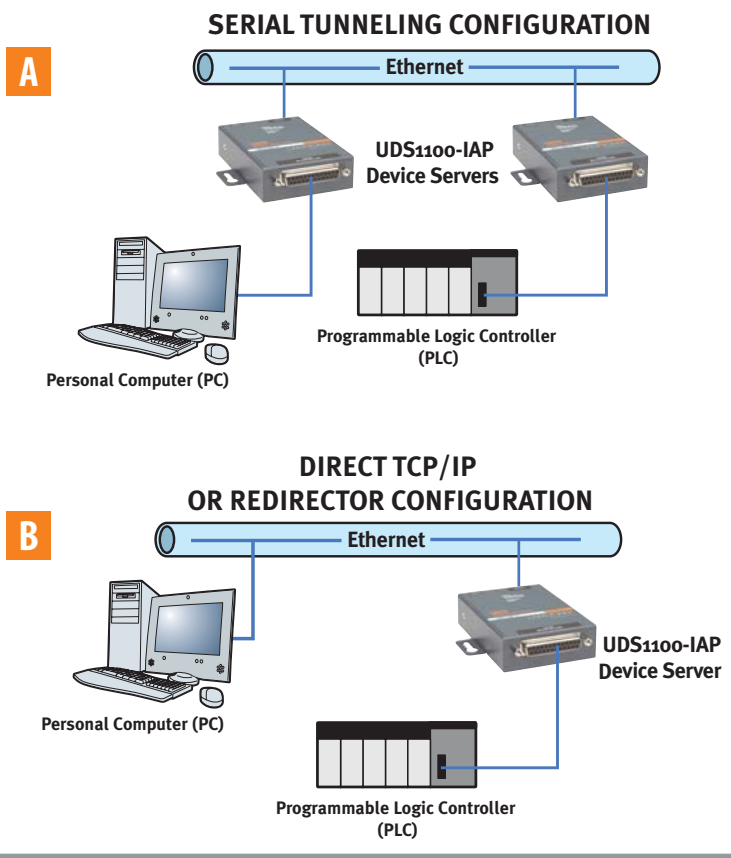 SERIAL TUNNELING CONFIGURATION
A
Ethernet
UDS1100-IAP
Device Servers
Programmable Logic Controller
(PLC)
Personal Computer (PC)
DIRECT TCP/IP
OR REDIRECTOR CONFIGURATION
B
Ethernet
UDS1100-IAP
Device Server
Personal Computer (PC)
Programmable Logic Controller
(PLC)